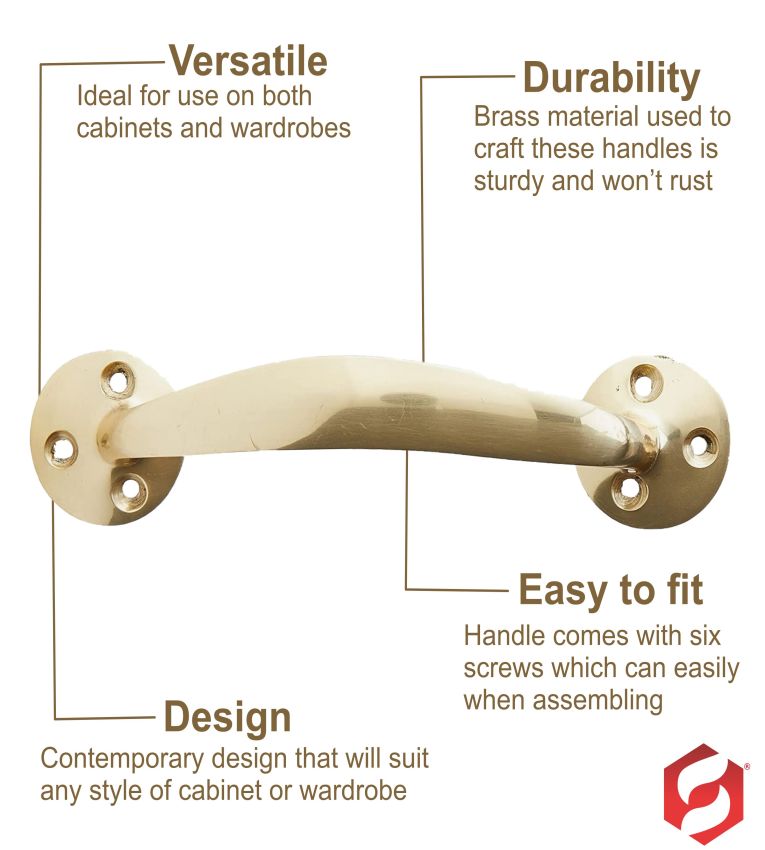 Versatile
Ideal for use on both
cabinets and wardrobes
Durability
Brass material used to
craft these handles is
sturdy and won’t rust
Easy to fit
Handle comes with six
screws which can easily
when assembling
Design
Contemporary design that will suit
any style of cabinet or wardrobe
®